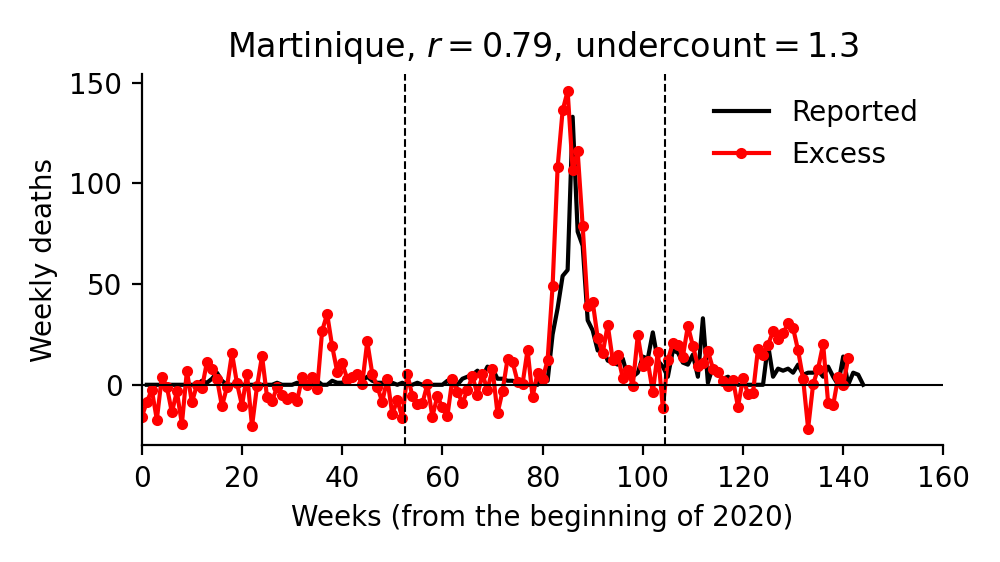 Martinique, r = 0.79, undercount = 1.3
150
100
50
0
Weekly deaths
Reported
Excess
0 20 40 60 80 100 120 140 160
Weeks (from the beginning of 2020)